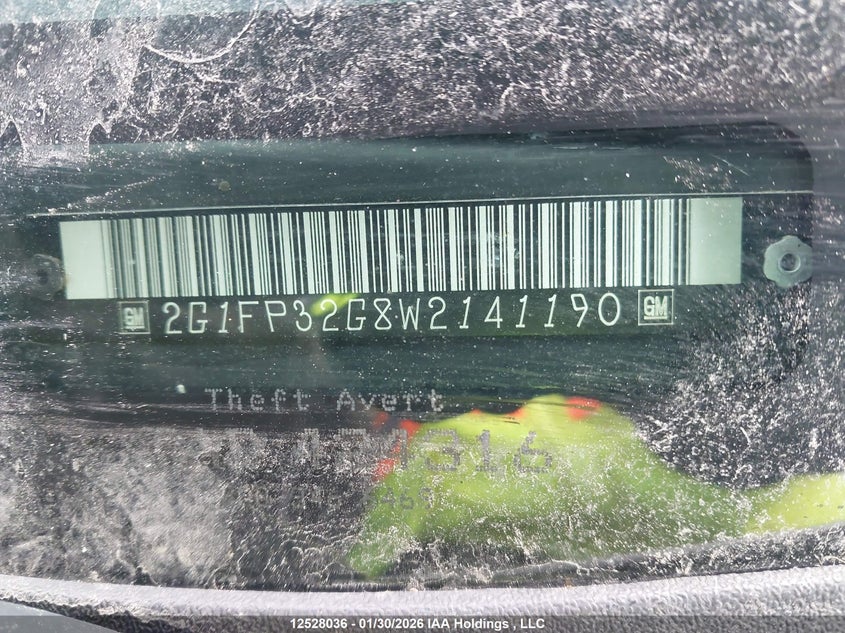 GM 2G1FP32G8W2141190 GM
Theft Avert
12528036 - 01/30/2026 IAA Holdings , LLC